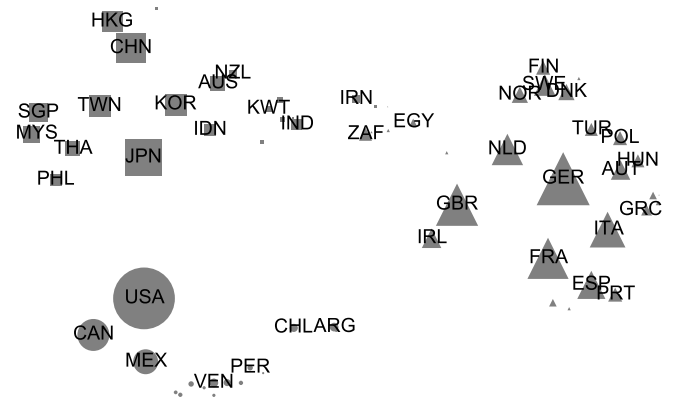 HKG
CHN
NZL
AUS
FIN
SWE
NOR
DNK
SGP
TWN
KOR
KWT
IRN
MYS
IDN
IND
ZAF
EGY
TUR
POL
THA
JPN
NLD
HUN
AUT
PHL
GER
GBR
GRC
IRL
ITA
FRA
ESP
PRT
USA
CAN
CHL
ARG
MEX
PER
VEN